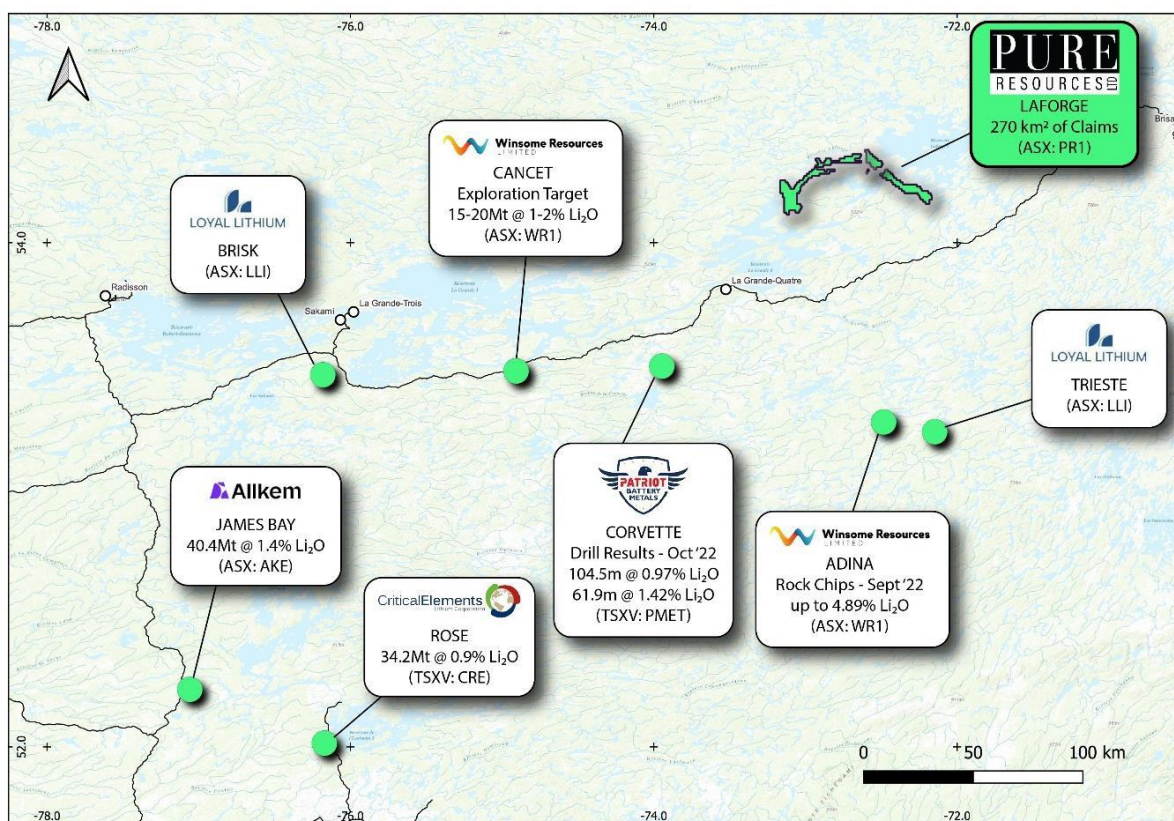 -78.0
-76.0
-74.0
-72.0
PURE
RESOURCES LTD
LAFORGE
270 km² of Claims
(ASX: PR1)
Brisa
Winsome Resources
LIMITED
CANCET
Exploration Target
15-20Mt @ 1-2% Li₂O
(ASX: WR1)
LOYAL LITHIUM
BRISK
(ASX: LLI)
54.0
Radisson
Sakami
La Grande-Trois
La Grande-Quatre
LOYAL LITHIUM
TRIESTE
(ASX: LLI)
Allkem
JAMES BAY
40.4Mt @ 1.4% Li₂O
(ASX: AKE)
PATRIOT
BATTERY
METALS
CORVETTE
Drill Results - Oct '22
104.5m @ 0.97% Li₂O
61.9m @ 1.42% Li₂O
(TSXV: PMET)
Winsome Resources
LIMITED
ADINA
Rock Chips - Sept '22
up to 4.89% Li₂O
(ASX: WR1)
CriticalElements
Lithium Corporation
ROSE
34.2Mt @ 0.9% Li₂O
(TSXV: CRE)
52.0
0 100 km
-78.0
-76.0
-74.0
-72.0